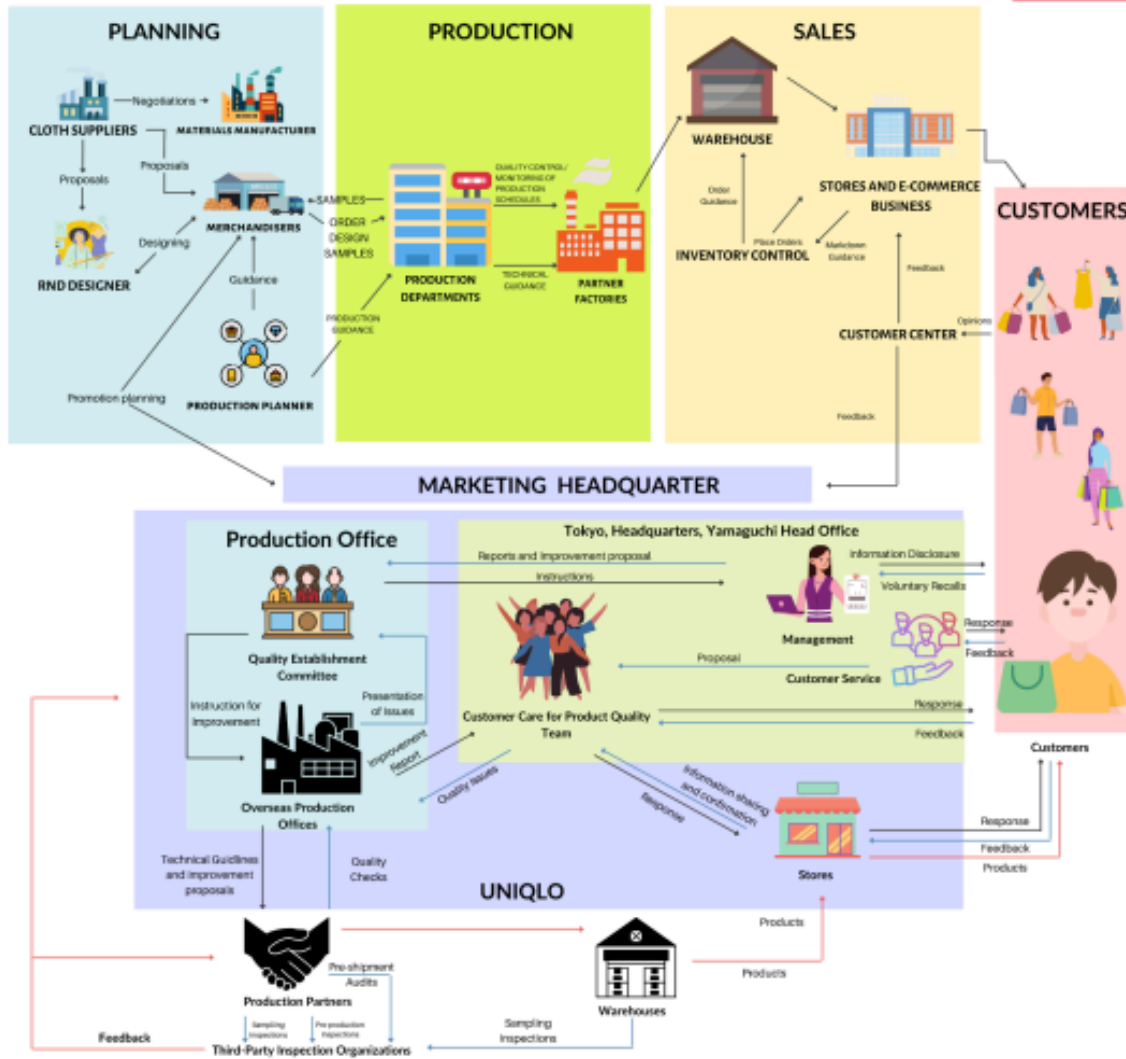 PLANNING
PRODUCTION
SALES
Negotiations
CLOTH SUPPLIERS
MATERIALS MANUFACTURER
Proposals
Proposals
MERCHANDISERS
Designing
RND DESIGNER
Guidance
PRODUCTION PLANNER
Promotion planning
SAMPLES
ORDER
DESIGN
SAMPLES
PRODUCTION
GUIDANCE
PRODUCTION
DEPARTMENTS
QUALITY CONTROL/
MONITORING OF
PRODUCTION
SCHEDULES
TECHNICAL
GUIDANCE
PARTNER
FACTORIES
WAREHOUSE
Order
Guidance
STORES AND E-COMMERCE
BUSINESS
Place Orders
Markdown
Guidance
INVENTORY CONTROL
Feedback
CUSTOMER CENTER
Opinions
Feedback
CUSTOMERS
MARKETING HEADQUARTER
Production Office
Tokyo, Headquarters, Yamaguchi Head Office
Reports and Improvement proposal
Instructions
Information Disclosure
Voluntary Recalls
Management
Response
Feedback
Customer Service
Proposal
Quality Establishment
Committee
Instruction for
Improvement
Presentation
of Issues
Improvement
Report
Customer Care for Product Quality
Team
Response
Feedback
Quality Issues
Information sharing
and confirmation
Response
Overseas Production
Offices
Customers
Technical Guidlines
and improvement
proposals
Quality
Checks
Stores
Response
Feedback
Products
UNIQLO
Products
Products
Pre-shipment
Audits
Production Partners
Warehouses
Sampling
Inspections
Pre production
Inspections
Sampling
Inspections
Feedback
Third-Party Inspection Organizations